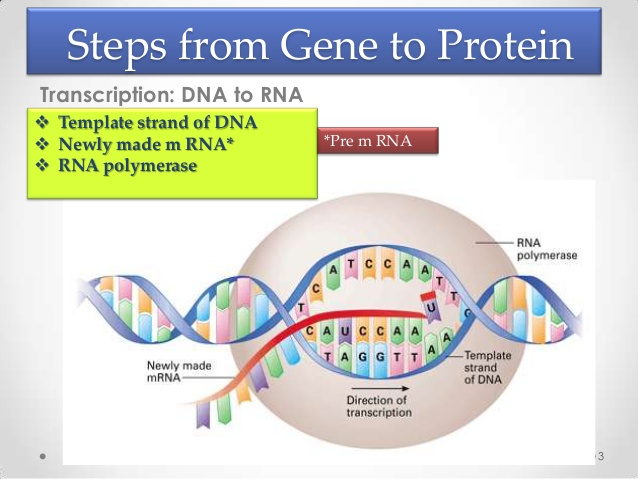 Steps from Gene to Protein
Transcription: DNA to RNA
❖ Template strand of DNA
❖ Newly made m RNA*
❖ RNA polymerase
*Pre m RNA
RNA
polymerase
C T C A T C C A A T T G
U
C A U C C A A
T A G G T T A A
Newly made
mRNA
Template
strand
of DNA
Direction of
transcription
3